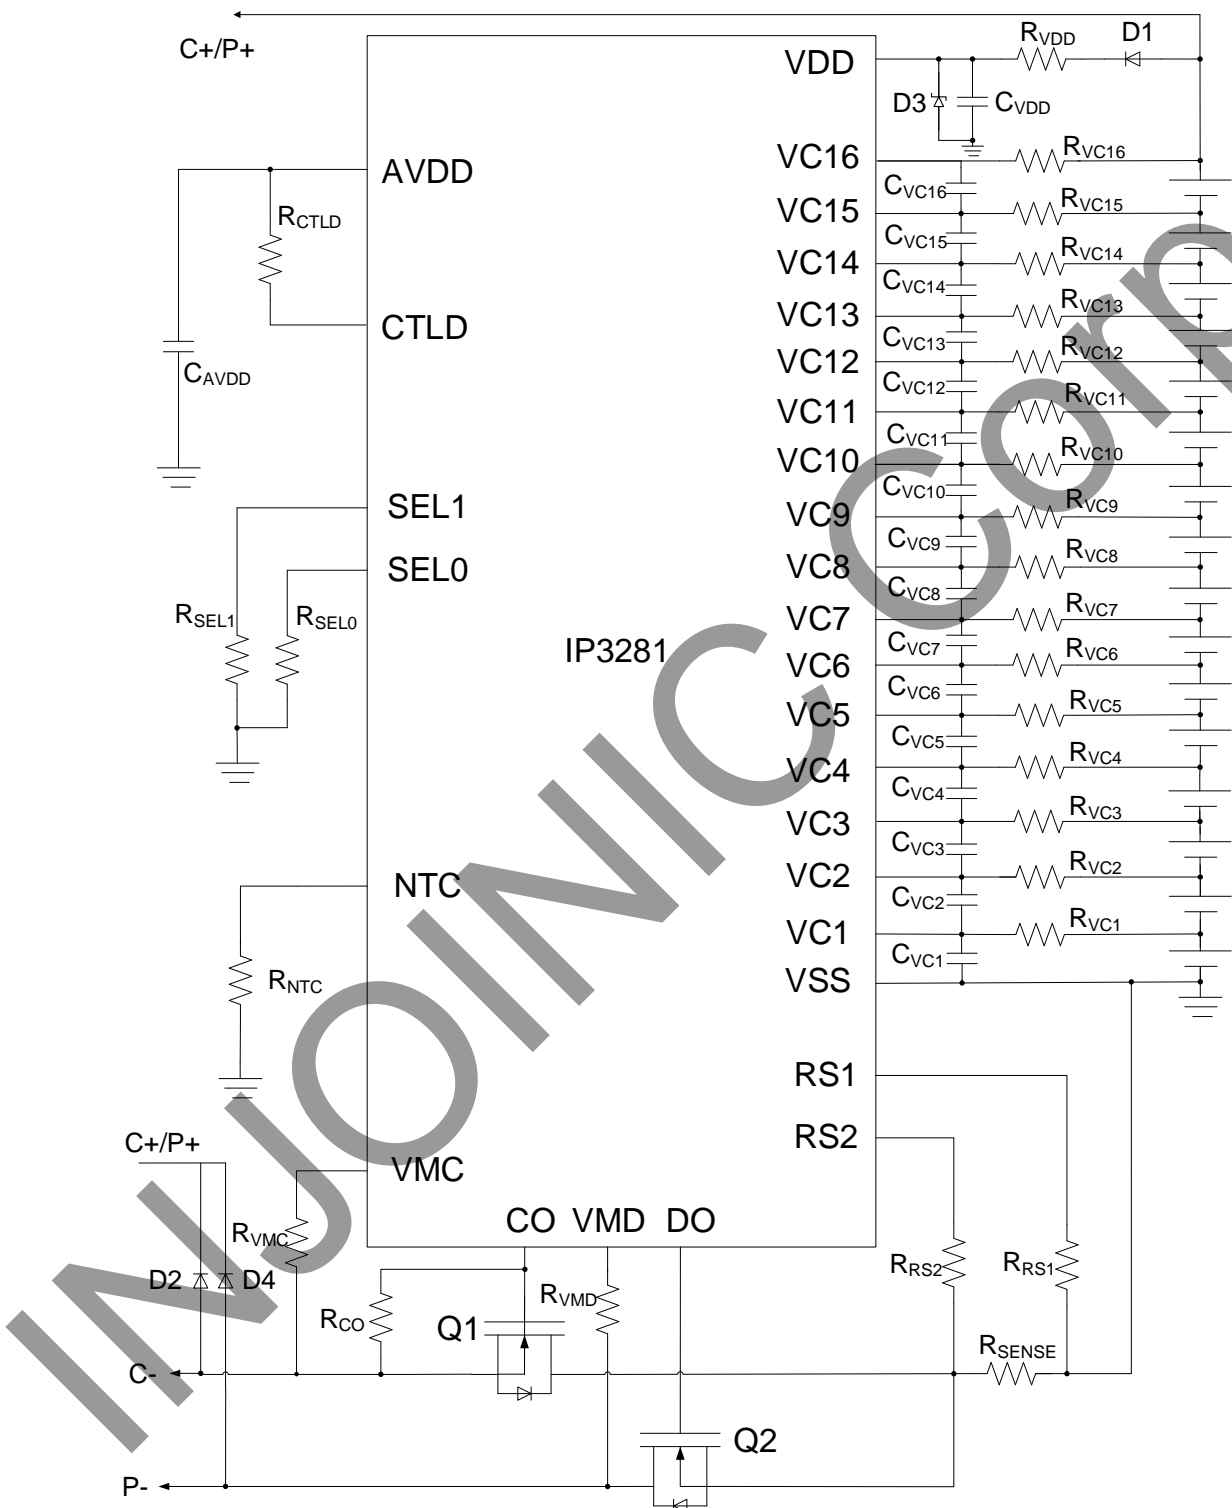 C+/P+
RVDD
D1
VDD
D3
CVDD
VC16
RVC16
AVDD
CVC16
RVC15
VC15
RCTLD
CVC15
RVC14
VC14
CVC14
RVC13
VC13
CTLD
CVC13
RVC12
VC12
CAVDD
CVC12
RVC11
VC11
CVC11
RVC10
VC10
CVC10
RVC9
SEL1
VC9
CVC9
RVC8
SEL0
VC8
CVC8
RVC7
RSEL1
RSEL0
VC7
CVC7
RVC6
IP3281
VC6
CVC6
RVC5
VC5
CVC5
RVC4
VC4
CVC4
RVC3
VC3
CVC3
RVC2
NTC
VC2
CVC2
RVC1
VC1
CVC1
RNTC
VSS
RS1
RS2
C+/P+
VMC
CO VMD DO
RVMC
D2
D4
RVMD
RRS2
RRS1
RCO
Q1
RSENSE
C-
Q2
P-
INJOINIC Corp